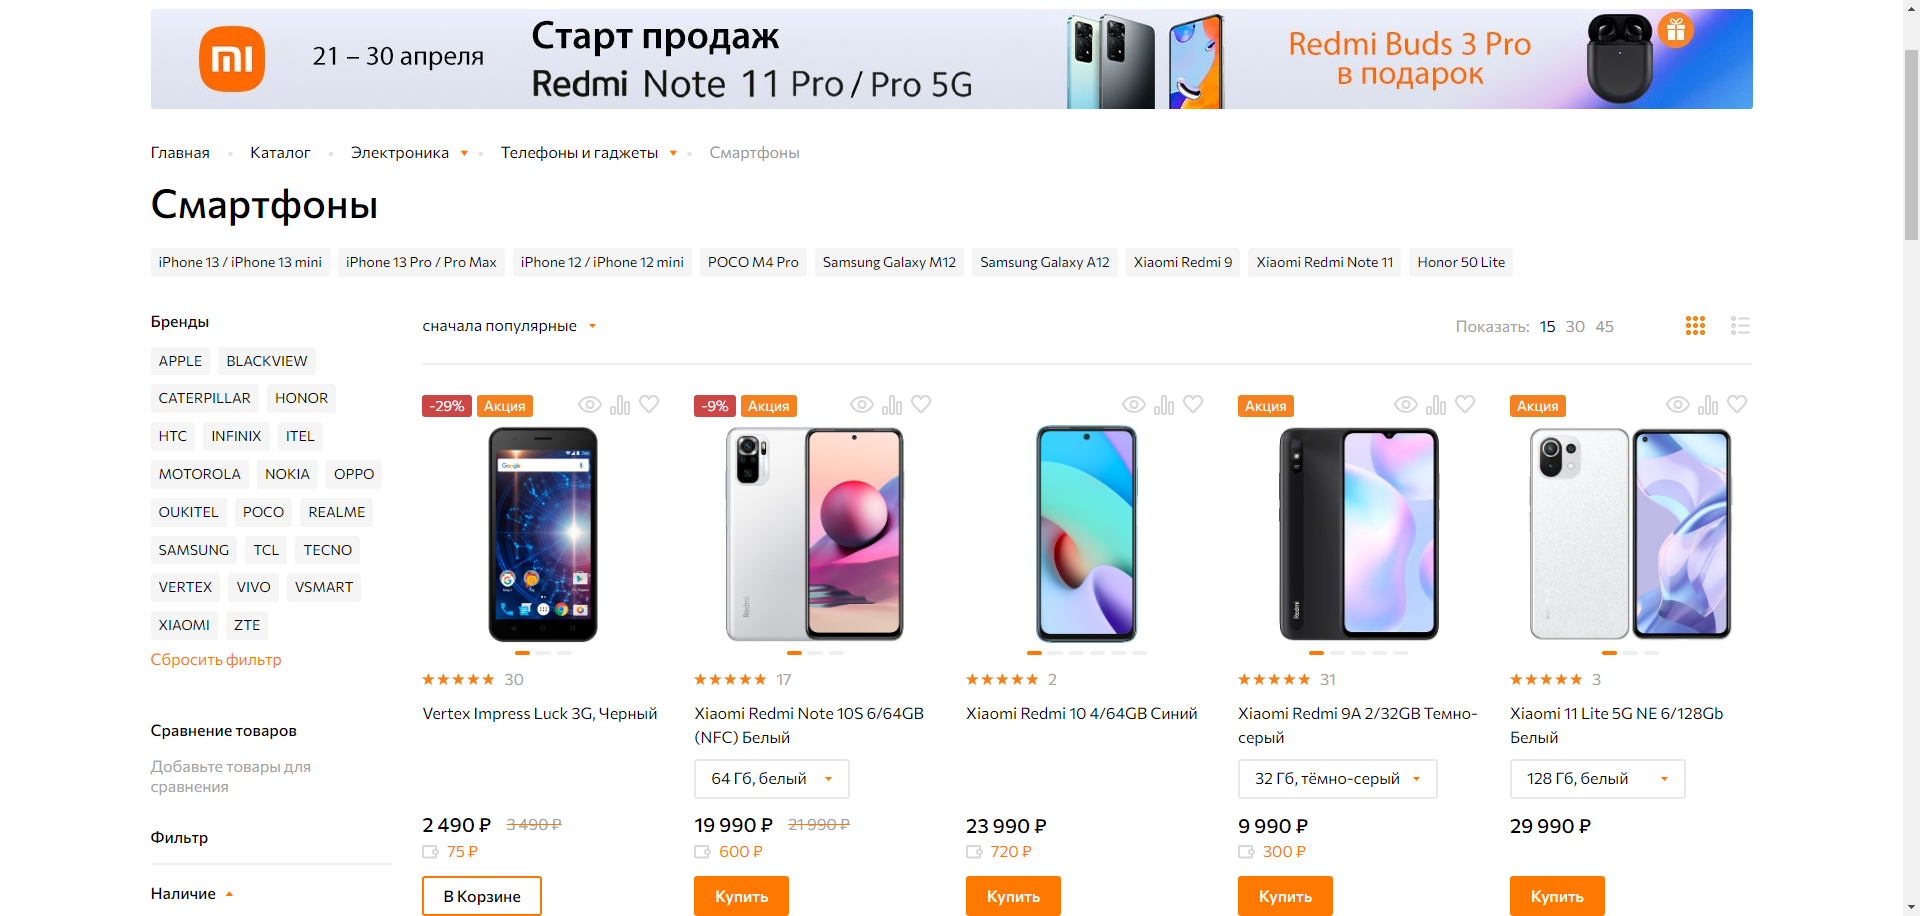 mi
21 – 30 апреля
Старт продаж
Redmi Note 11 Pro / Pro 5G
Redmi Buds 3 Pro
в подарок
Главная Каталог Электроника Телефоны и гаджеты Смартфоны
Смартфоны
iPhone 13 / iPhone 13 mini iPhone 13 Pro / Pro Max iPhone 12 / iPhone 12 mini POCO M4 Pro Samsung Galaxy M12 Samsung Galaxy A12 Xiaomi Redmi 9 Xiaomi Redmi Note 11 Honor 50 Lite
Бренды
APPLE BLACKVIEW
CATERPILLAR HONOR
HTC INFINIX ITEL
MOTOROLA NOKIA OPPO
OUKITEL POCO REALME
SAMSUNG TCL TECNO
VERTEX VIVO VSMART
XIAOMI ZTE
Сбросить фильтр
Сравнение товаров
Добавьте товары для
сравнения
Фильтр
Наличие
сначала популярные
Показать: 15 30 45
-29% Акция
Google
30
Vertex Impress Luck 3G, Черный
2 490 ₽ 3 490 ₽
75 ₽
В Корзине
-9% Акция
Redmi
17
Xiaomi Redmi Note 10S 6/64GB
(NFC) Белый
64 Гб, белый
19 990 ₽ 21 990 ₽
600 ₽
Купить
2
Xiaomi Redmi 10 4/64GB Синий
23 990 ₽
720 ₽
Купить
Акция
Redmi
31
Xiaomi Redmi 9A 2/32GB Темно-
серый
32 Гб, тёмно-серый
9 990 ₽
300 ₽
Купить
Акция
3
Xiaomi 11 Lite 5G NE 6/128Gb
Белый
128 Гб, белый
29 990 ₽
Купить